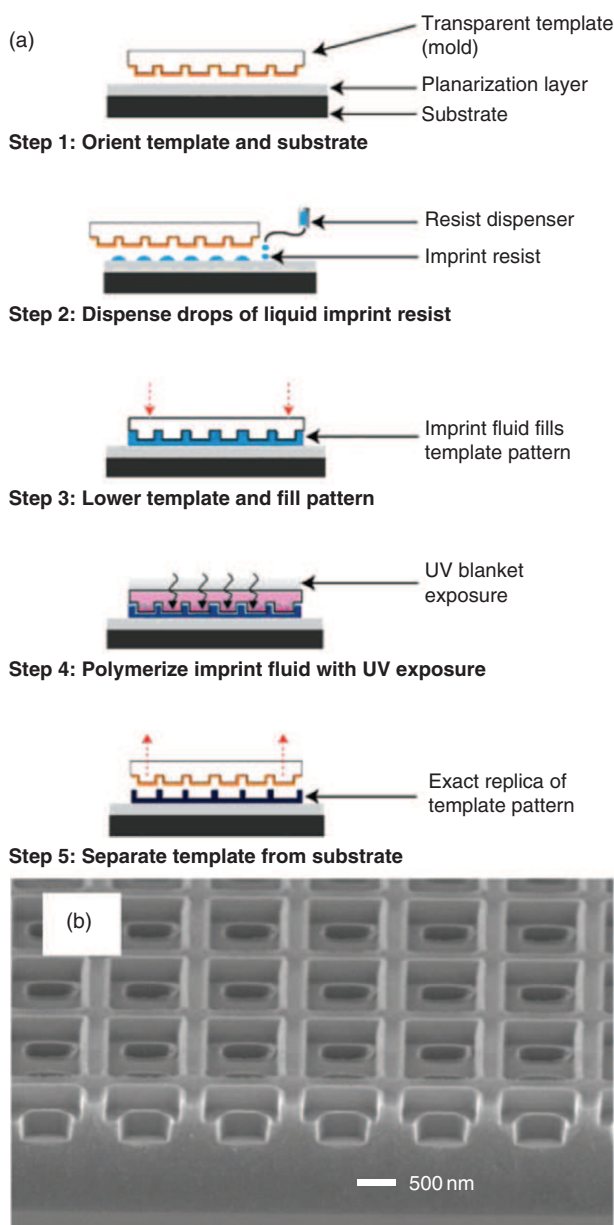 (a)
Transparent template
(mold)
Planarization layer
Substrate
Step 1: Orient template and substrate
Resist dispenser
Imprint resist
Step 2: Dispense drops of liquid imprint resist
Imprint fluid fills
template pattern
Step 3: Lower template and fill pattern
UV blanket
exposure
Step 4: Polymerize imprint fluid with UV exposure
Exact replica of
template pattern
Step 5: Separate template from substrate
(b)
500 nm